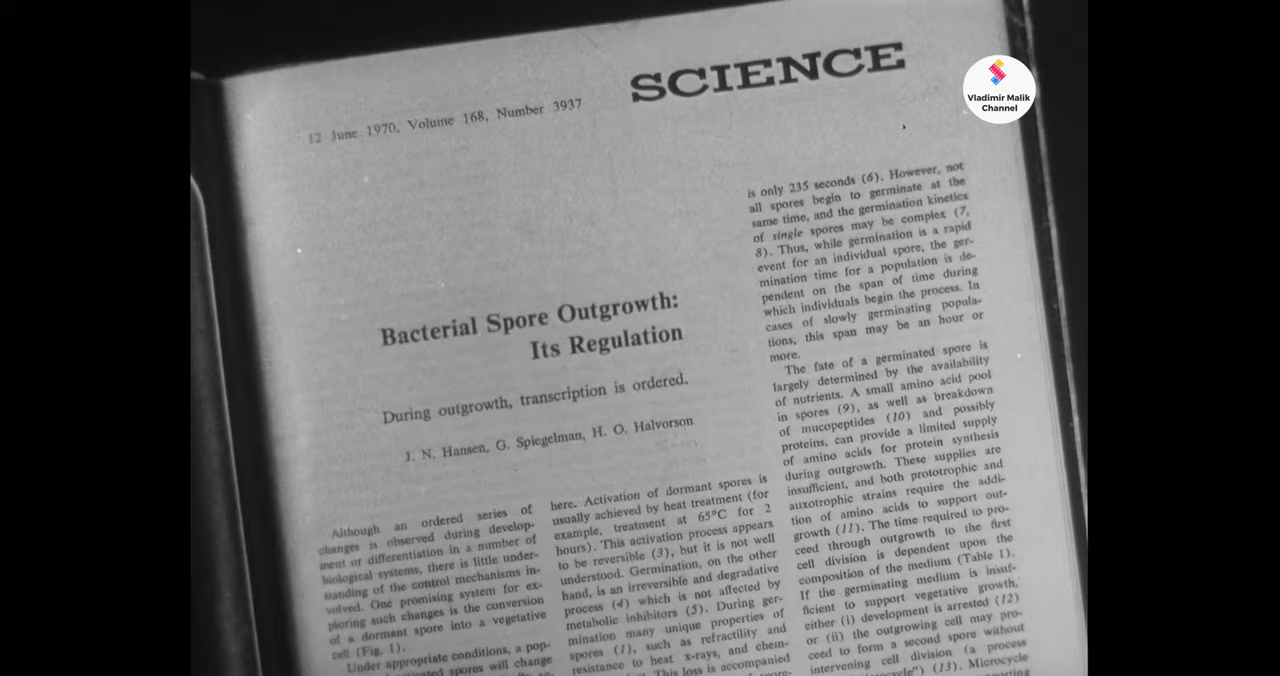 SCIENCE
12 June 1970, Volume 168, Number 3937
Vladimir Malik
Channel
Bacterial Spore Outgrowth:
Its Regulation
During outgrowth, transcription is ordered.
J. N. Hansen, G. Spiegelman, H. O. Halvorson
Although an ordered series of
changes is observed during develop-
ment or differentiation in a number of
biological systems, there is little under-
standing of the control mechanisms in-
volved. One promising system for ex-
ploring such changes is the conversion
of a dormant spore into a vegetative
cell (Fig. 1).
Under appropriate conditions, a pop-
spores will change
here. Activation of dormant spores is
usually achieved by heat treatment (for
example, treatment at 65°C for 2
hours). This activation process appears
to be reversible (3), but it is not well
understood. Germination, on the other
hand, is an irreversible and degradative
process (4) which is not affected by
metabolic inhibitors (5). During ger-
mination many unique properties of
spores (1), such as refractility and
resistance to heat x-rays, and chem-
This loss is accompanied
is only 235 seconds (6). However, not
all spores begin to germinate at the
same time, and the germination kinetics
of single spores may be complex (7,
8). Thus, while germination is a rapid
event for an individual spore, the ger-
mination time for a population is de-
pendent on the span of time during
which individuals begin the process. In
cases of slowly germinating popula-
tions, this span may be an hour or
more.
The fate of a germinated spore is
largely determined by the availability
of nutrients. A small amino acid pool
in spores (9), as well as breakdown
of mucopeptides (10) and possibly
proteins, can provide a limited supply
of amino acids for protein synthesis
during outgrowth. These supplies are
insufficient, and both prototrophic and
auxotrophic strains require the addi-
tion of amino acids to support out-
growth (11). The time required to pro-
ceed through outgrowth to the first
cell division is dependent upon the
composition of the medium (Table 1).
If the germinating medium is insuf-
ficient to support vegetative growth,
either (i) development is arrested (12)
or (ii) the outgrowing cell may pro-
ceed to form a second spore without
intervening cell division (a process
(13). Microcycle